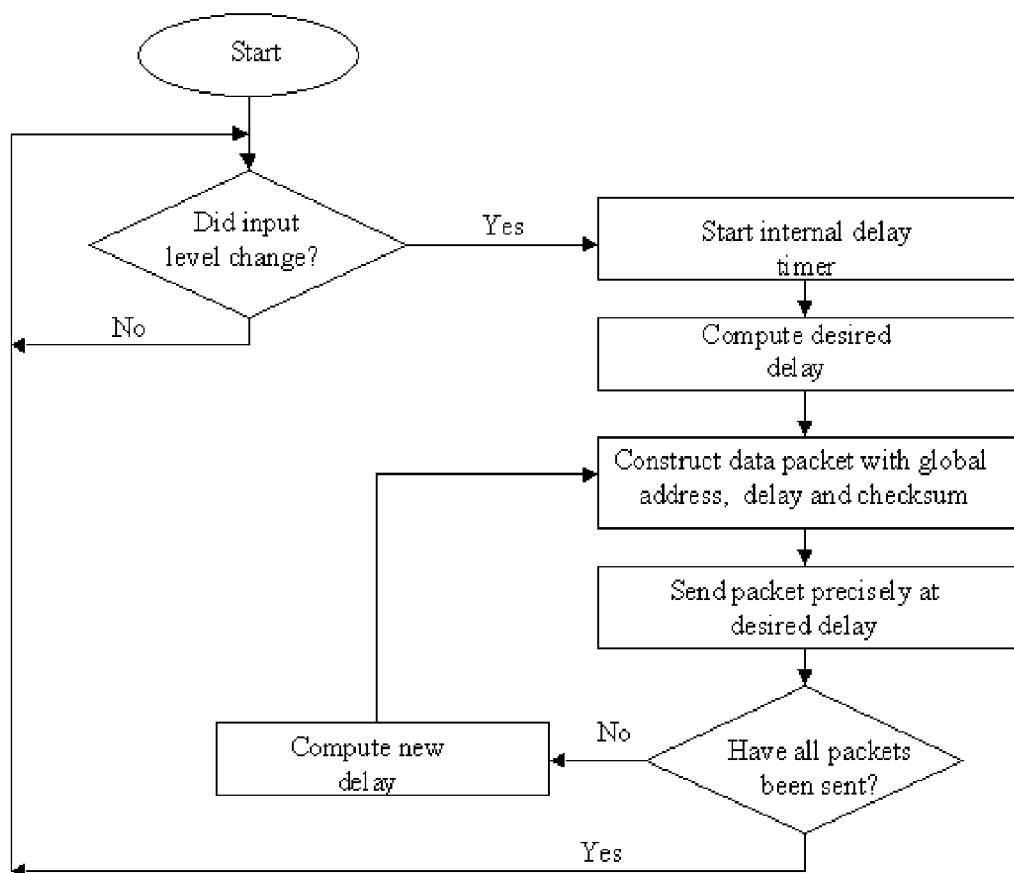 Start
Did input
level change?
Yes
No
Start internal delay
timer
Compute desired
delay
Construct data packet with global
address, delay and checksum
Send packet precisely at
desired delay
Have all packets
been sent?
No
Compute new
delay
Yes